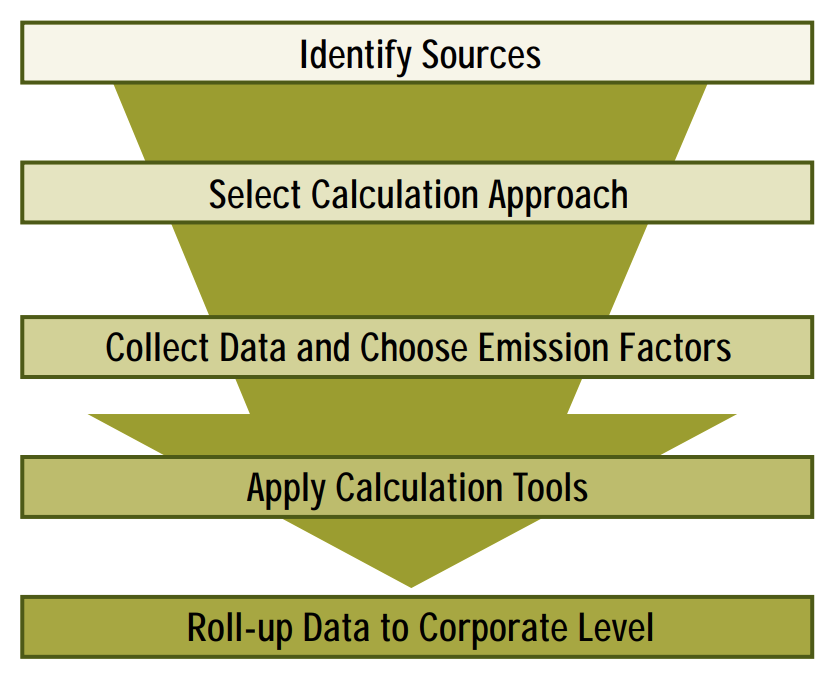 Identify Sources
Select Calculation Approach
Collect Data and Choose Emission Factors
Apply Calculation Tools
Roll-up Data to Corporate Level